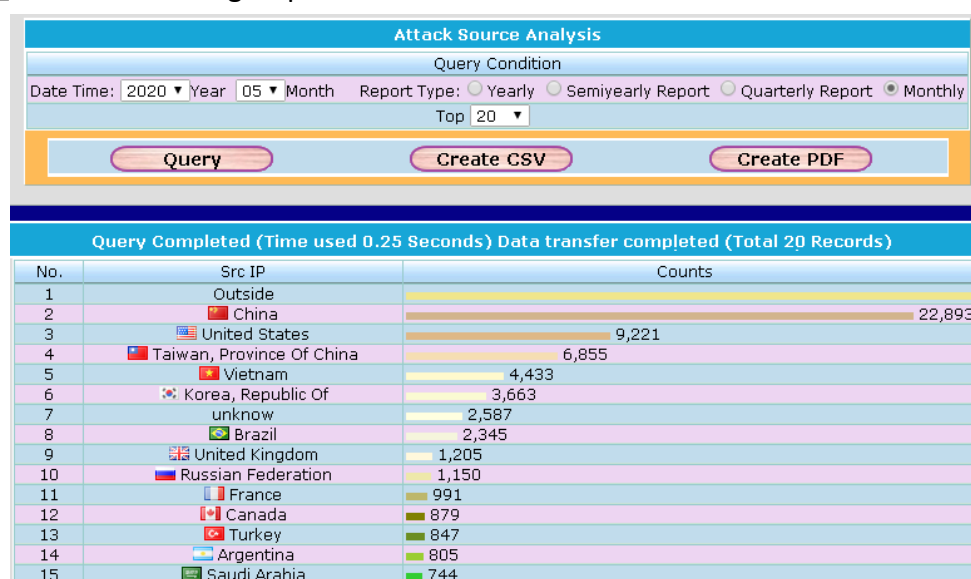 Attack Source Analysis
Query Condition
Date Time: 2020 Year 05 Month Report Type: Yearly Semiyearly Report Quarterly Report Monthly
Top 20
Query Create CSV Create PDF
Query Completed (Time used 0.25 Seconds) Data transfer completed (Total 20 Records)
No. Src IP Counts
1 Outside
2 China 22,893
3 United States 9,221
4 Taiwan, Province Of China 6,855
5 Vietnam 4,433
6 Korea, Republic Of 3,663
7 unknow 2,587
8 Brazil 2,345
9 United Kingdom 1,205
10 Russian Federation 1,150
11 France 991
12 Canada 879
13 Turkey 847
14 Argentina 805
15 Saudi Arabia 744